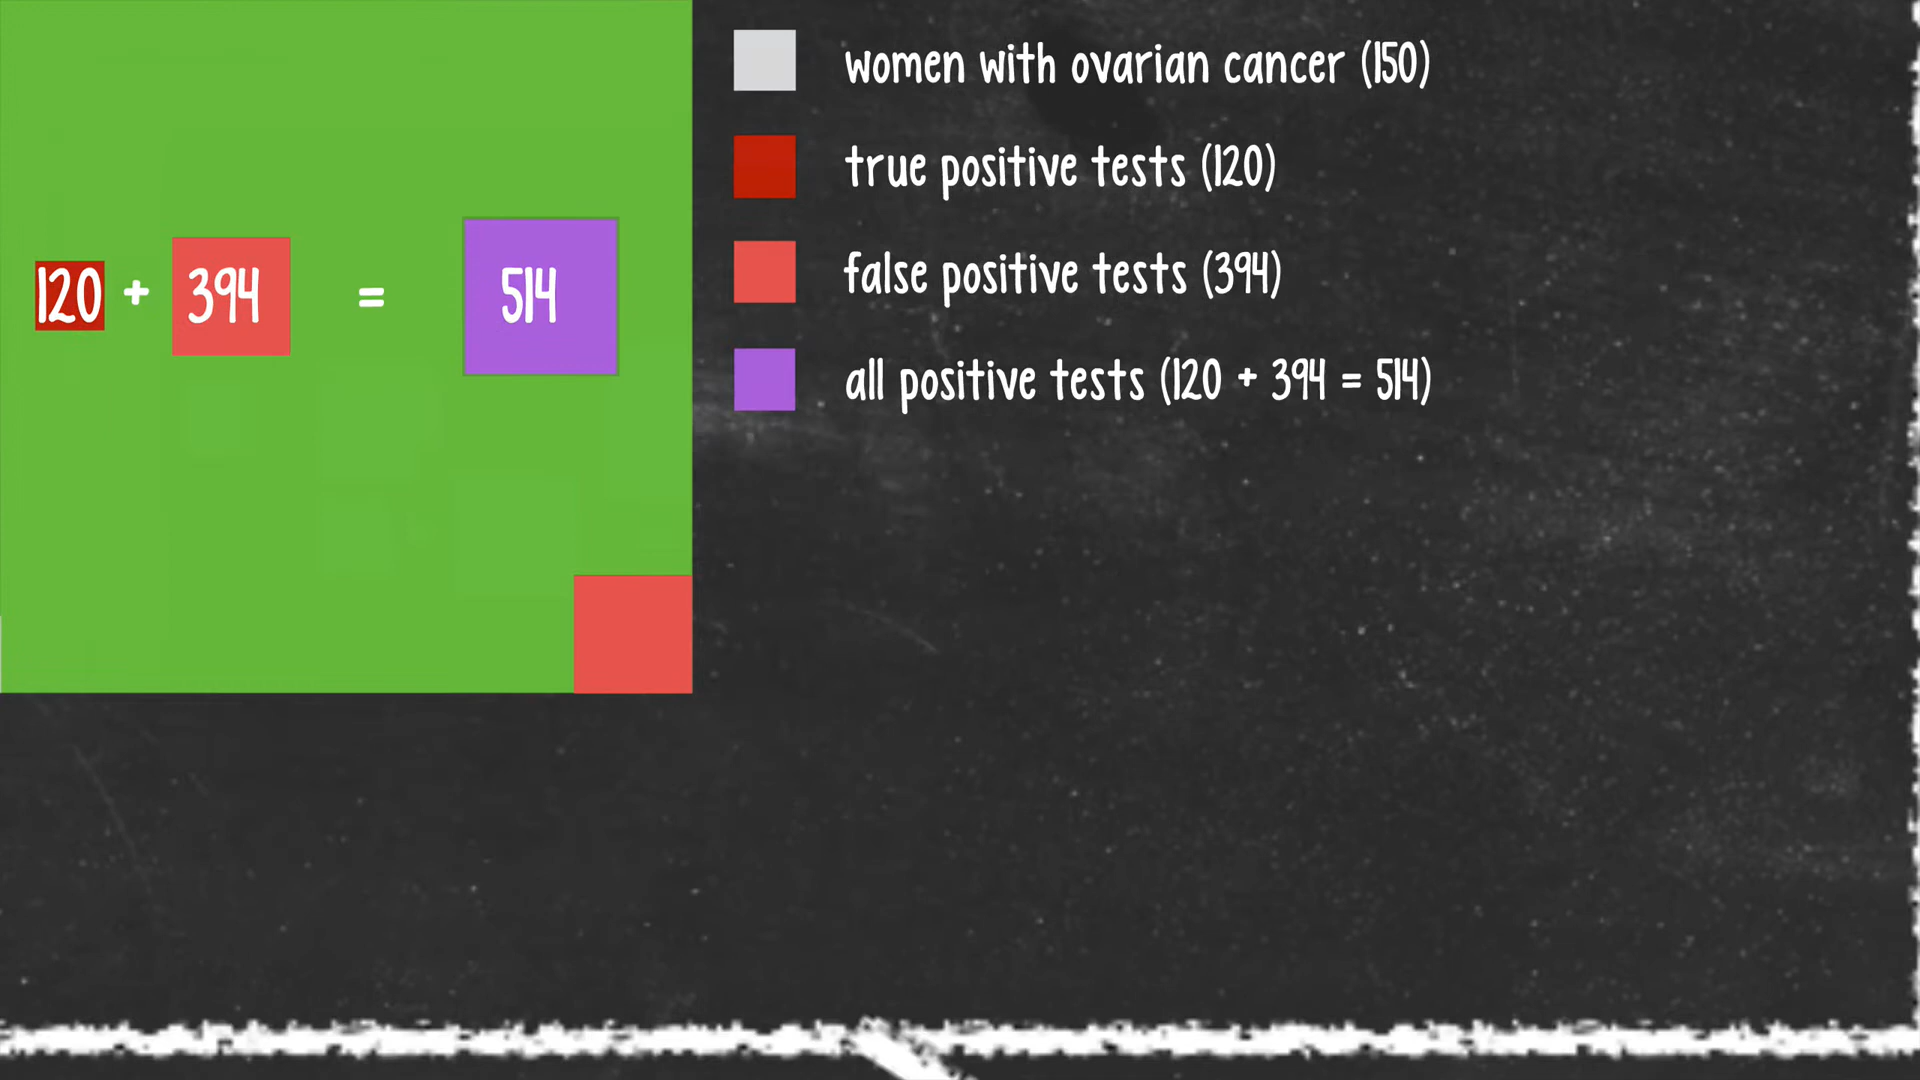 120 + 394 = 514
women with ovarian cancer (150)
true positive tests (120)
false positive tests (394)
all positive tests (120 + 394 = 514)